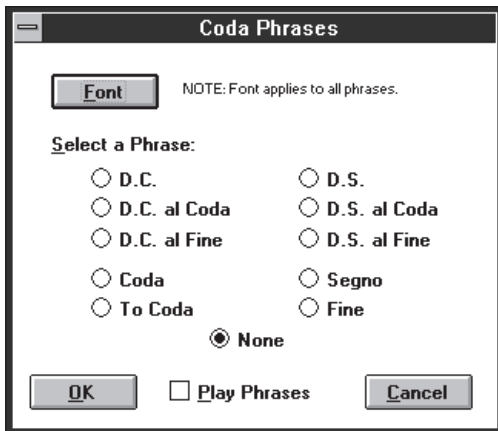 Coda Phrases
Font NOTE: Font applies to all phrases.
Select a Phrase:
D.C. D.S.
D.C. al Coda D.S. al Coda
D.C. al Fine D.S. al Fine
Coda Segno
To Coda Fine
None
OK Play Phrases Cancel